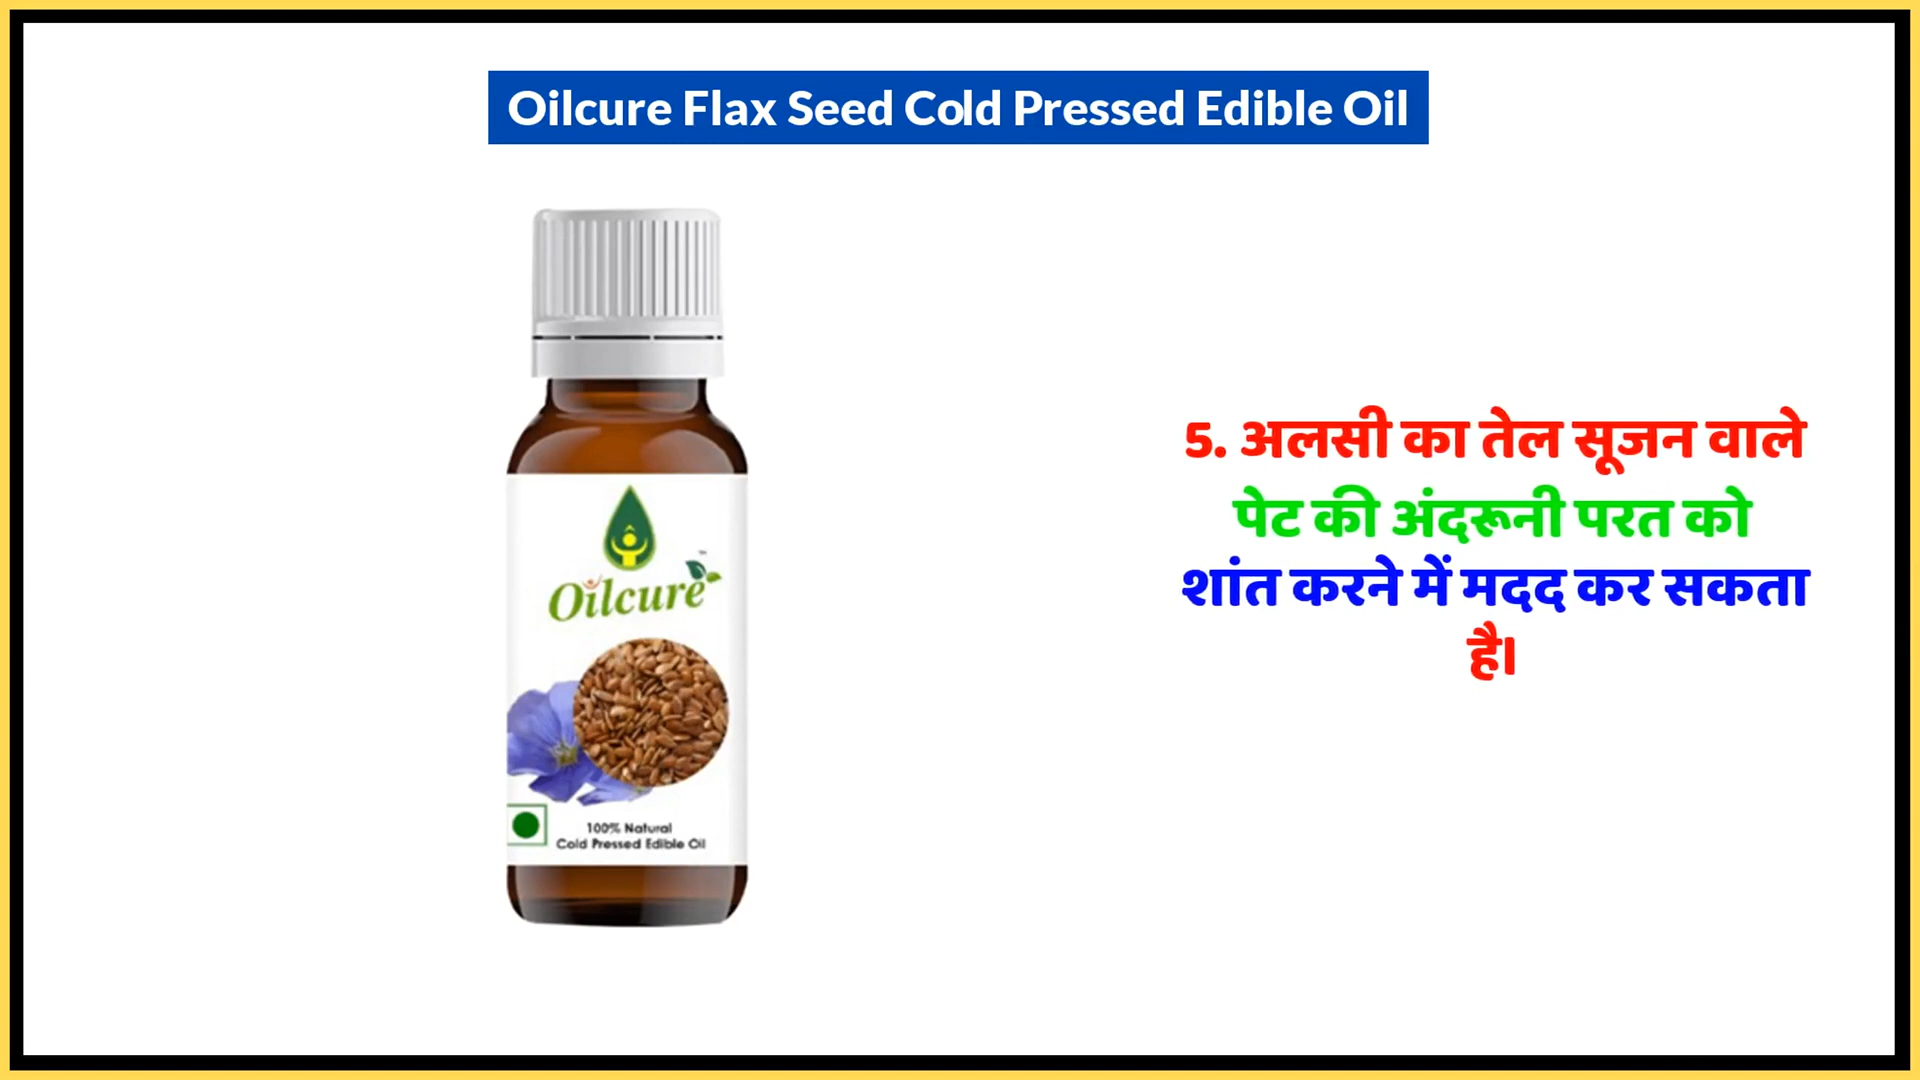 Oilcure Flax Seed Cold Pressed Edible Oil
Oilcure
100% Natural
Cold Pressed Edible Oil
5. अलसी का तेल सूजन वाले
पेट की अंदरूनी परत को
शांत करने में मदद कर सकता
है।